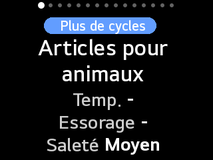 Plus de cycles
Articles pour
animaux
Temp. -
Essorage -
Saleté Moyen